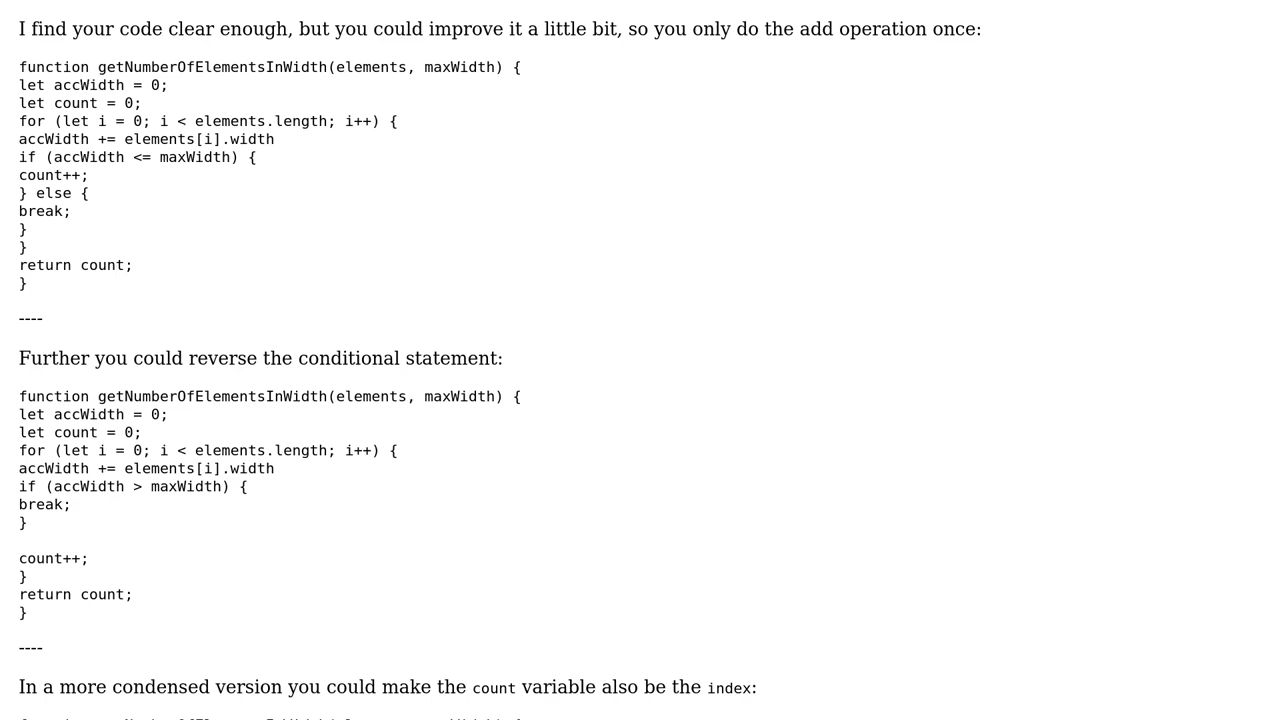 I find your code clear enough, but you could improve it a little bit, so you only do the add operation once:
function getNumberOfElementsInWidth(elements, maxWidth) {
let accWidth = 0;
let count = 0;
for (let i = 0; i < elements.length; i++) {
accWidth += elements[i].width
if (accWidth <= maxWidth) {
count++;
} else {
break;
}
}
return count;
}
----
Further you could reverse the conditional statement:
function getNumberOfElementsInWidth(elements, maxWidth) {
let accWidth = 0;
let count = 0;
for (let i = 0; i < elements.length; i++) {
accWidth += elements[i].width
if (accWidth > maxWidth) {
break;
}
count++;
}
return count;
}
----
In a more condensed version you could make the count variable also be the index: